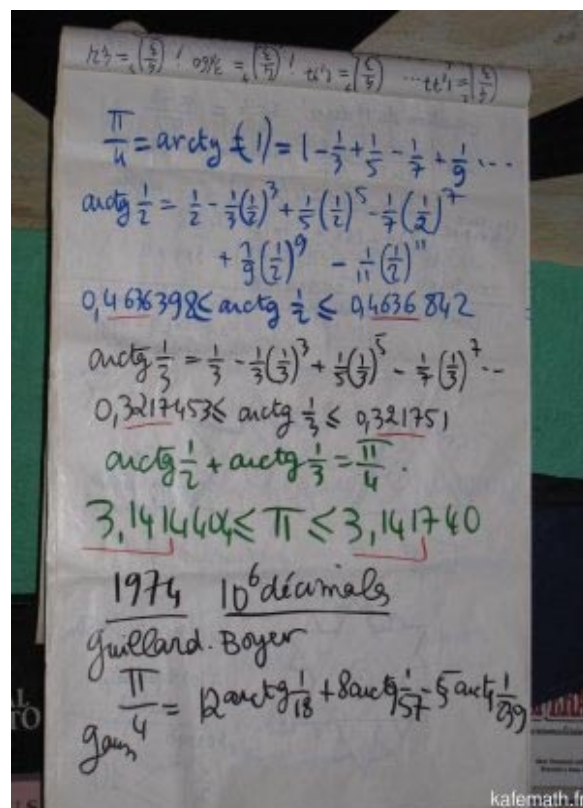 π/4 = arctg (1) = 1 - 1/3 + 1/5 - 1/7 + 1/9 ...
arctg 1/2 = 1/2 - 1/3(1/2)^3 + 1/5(1/2)^5 - 1/7(1/2)^7
+ 1/9(1/2)^9 - 1/11(1/2)^11
0,4636398 ≤ arctg 1/2 ≤ 0,4636842
arctg 1/3 = 1/3 - 1/3(1/3)^3 + 1/5(1/3)^5 - 1/7(1/3)^7 ...
0,3217453 ≤ arctg 1/3 ≤ 0,321751
arctg 1/2 + arctg 1/3 = π/4.
≤ π ≤ 3,141740
1974 10^6 décimals
Guillard. Boyer
π/4 = 12 arctg 1/18 + 8 arctg 1/57 - 5 arctg 1/239
Gauss
kafemath.fr